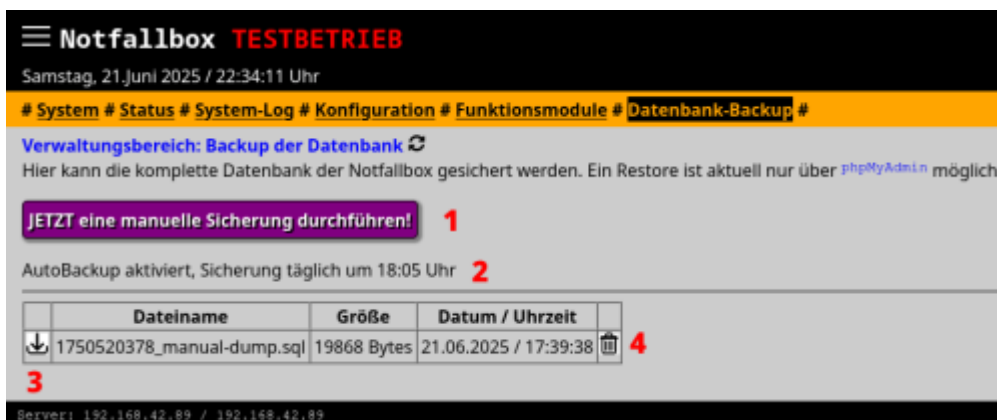 Notfallbox TESTBETRIEB
Samstag, 21.Juni 2025 / 22:34:11 Uhr
# System # Status # System-Log # Konfiguration # Funktionsmodule # Datenbank-Backup #
Verwaltungsbereich: Backup der Datenbank
Hier kann die komplette Datenbank der Notfallbox gesichert werden. Ein Restore ist aktuell nur über phpMyAdmin möglich
JETZT eine manuelle Sicherung durchführen! 1
AutoBackup aktiviert, Sicherung täglich um 18:05 Uhr 2
Dateiname Größe Datum / Uhrzeit
1750520378_manual-dump.sql 19868 Bytes 21.06.2025 / 17:39:38 4
3
Server: 192.168.42.89 / 192.168.42.89